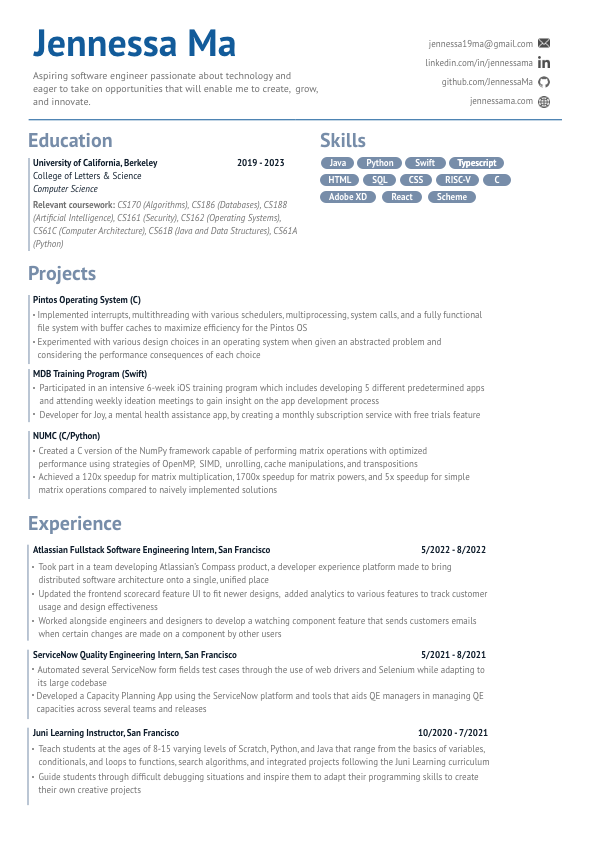 Jennessa Ma
Aspiring software engineer passionate about technology and
eager to take on opportunities that will enable me to create, grow,
and innovate.
jennessa19ma@gmail.com
linkedin.com/in/jennessama
github.com/JennessaMa
jennessama.com
Education
University of California, Berkeley 2019 - 2023
College of Letters & Science
Computer Science
Relevant coursework: CS170 (Algorithms), CS186 (Databases), CS188
(Artificial Intelligence), CS161 (Security), CS162 (Operating Systems),
CS61C (Computer Architecture), CS61B (Java and Data Structures), CS61A
(Python)
Skills
Java Python Swift Typescript
HTML SQL CSS RISC-V C
Adobe XD React Scheme
Projects
Pintos Operating System (C)
• Implemented interrupts, multithreading with various schedulers, multiprocessing, system calls, and a fully functional
file system with buffer caches to maximize efficiency for the Pintos OS
• Experimented with various design choices in an operating system when given an abstracted problem and
considering the performance consequences of each choice
MDB Training Program (Swift)
• Participated in an intensive 6-week iOS training program which includes developing 5 different predetermined apps
and attending weekly ideation meetings to gain insight on the app development process
• Developer for Joy, a mental health assistance app, by creating a monthly subscription service with free trials feature
NUMC (C/Python)
• Created a C version of the NumPy framework capable of performing matrix operations with optimized
performance using strategies of OpenMP, SIMD, unrolling, cache manipulations, and transpositions
• Achieved a 120x speedup for matrix multiplication, 1700x speedup for matrix powers, and 5x speedup for simple
matrix operations compared to naively implemented solutions
Experience
Atlassian Fullstack Software Engineering Intern, San Francisco 5/2022 - 8/2022
• Took part in a team developing Atlassian's Compass product, a developer experience platform made to bring
distributed software architecture onto a single, unified place
• Updated the frontend scorecard feature UI to fit newer designs, added analytics to various features to track customer
usage and design effectiveness
• Worked alongside engineers and designers to develop a watching component feature that sends customers emails
when certain changes are made on a component by other users
ServiceNow Quality Engineering Intern, San Francisco 5/2021 - 8/2021
• Automated several ServiceNow form fields test cases through the use of web drivers and Selenium while adapting to
its large codebase
• Developed a Capacity Planning App using the ServiceNow platform and tools that aids QE managers in managing QE
capacities across several teams and releases
Juni Learning Instructor, San Francisco 10/2020 - 7/2021
• Teach students at the ages of 8-15 varying levels of Scratch, Python, and Java that range from the basics of variables,
conditionals, and loops to functions, search algorithms, and integrated projects following the Juni Learning curriculum
• Guide students through difficult debugging situations and inspire them to adapt their programming skills to create
their own creative projects